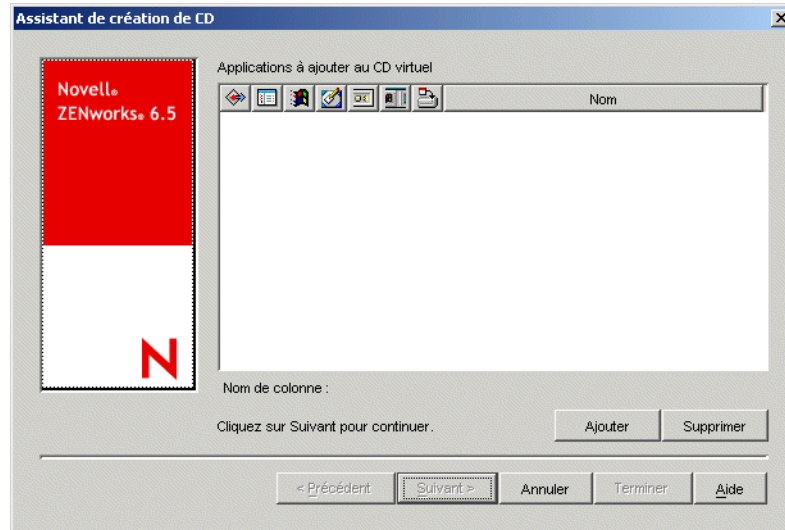 Assistant de création de CD
Novell®
ZENworks® 6.5
Applications à ajouter au CD virtuel
Nom
N
Nom de colonne :
Cliquez sur Suivant pour continuer.
Ajouter
Supprimer
< Précédent
Suivant >
Annuler
Terminer
Aide